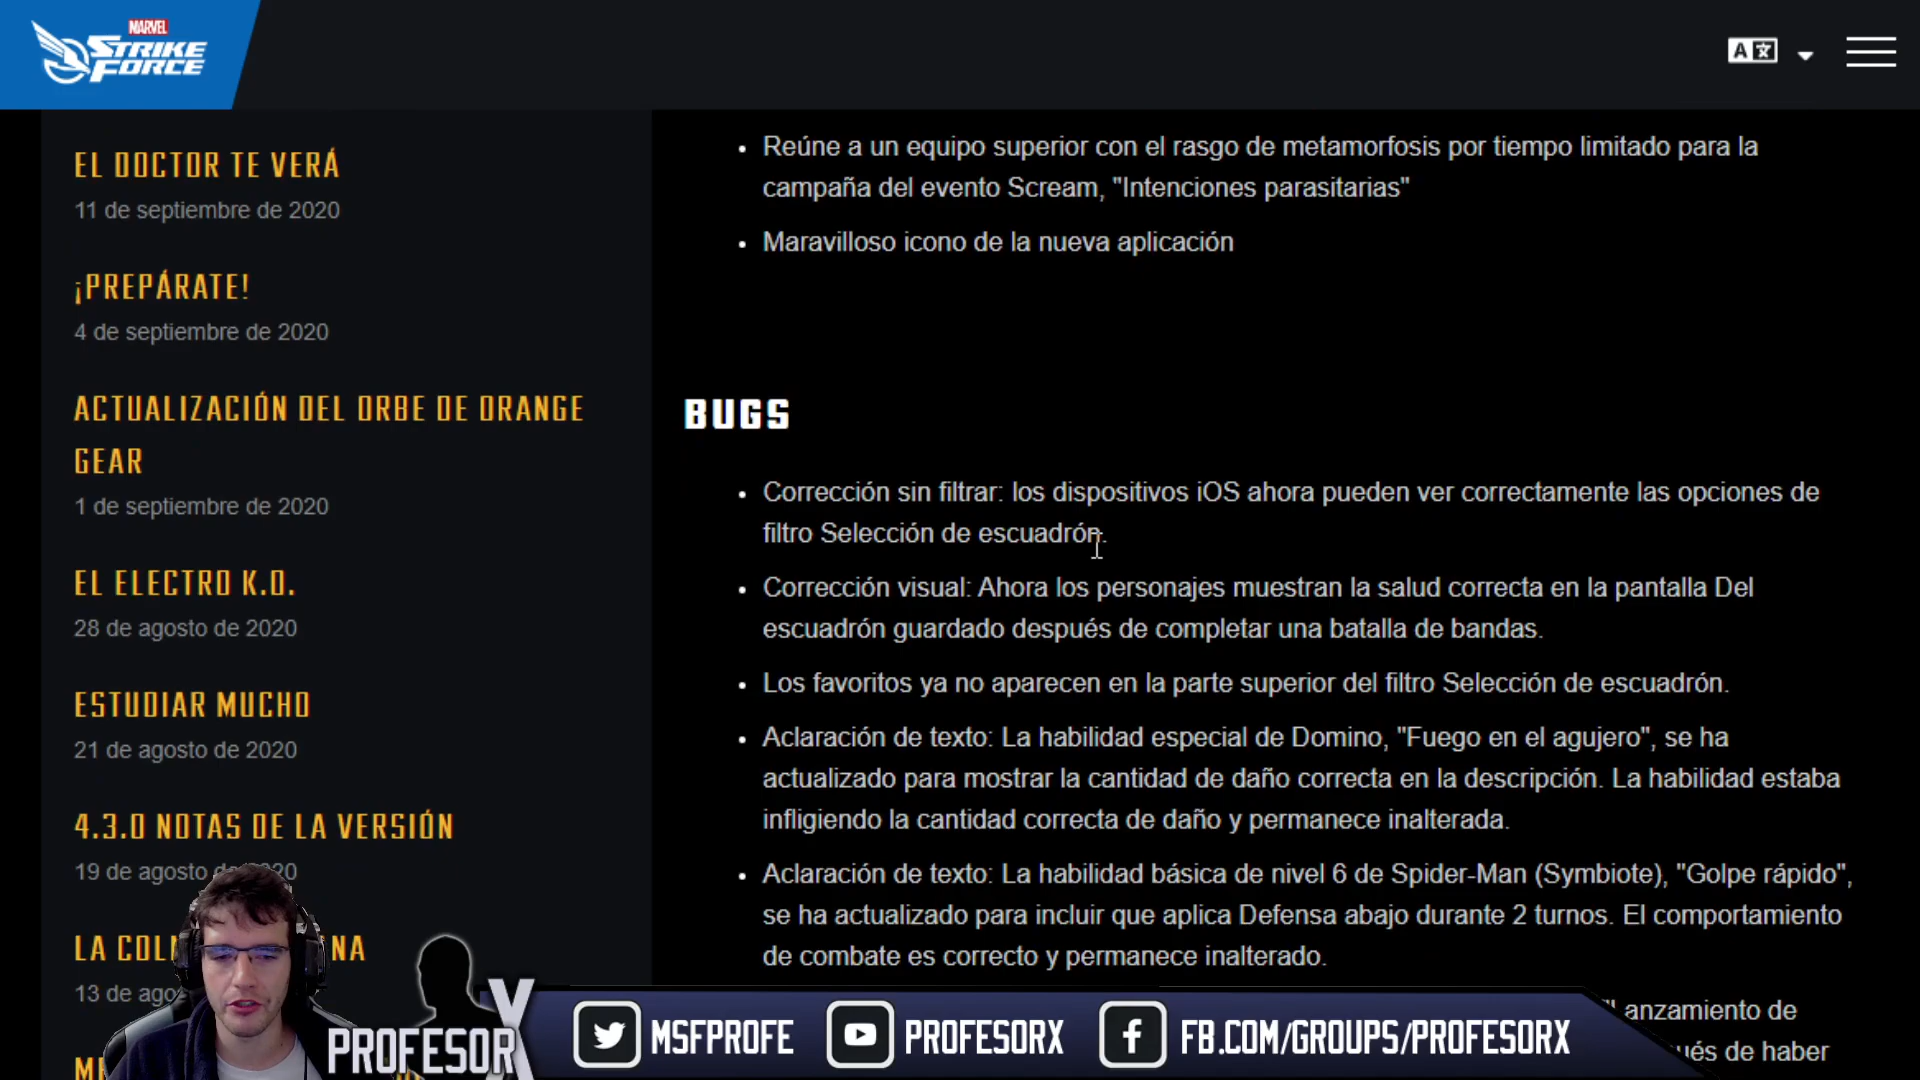 MARVEL
STRIKE
FORCE
A
EL DOCTOR TE VERÁ
11 de septiembre de 2020
¡PREPÁRATE!
4 de septiembre de 2020
ACTUALIZACIÓN DEL ORBE DE ORANGE
GEAR
1 de septiembre de 2020
EL ELECTRO K.O.
28 de agosto de 2020
ESTUDIAR MUCHO
21 de agosto de 2020
4.3.0 NOTAS DE LA VERSIÓN
19 de agosto
LA
13 de
Reúne a un equipo superior con el rasgo de metamorfosis por tiempo limitado para la
campaña del evento Scream, "Intenciones parasitarias"
Maravilloso icono de la nueva aplicación
BUGS
Corrección sin filtrar: los dispositivos iOS ahora pueden ver correctamente las opciones de
filtro Selección de escuadrón.
Corrección visual: Ahora los personajes muestran la salud correcta en la pantalla Del
escuadrón guardado después de completar una batalla de bandas.
Los favoritos ya no aparecen en la parte superior del filtro Selección de escuadrón.
Aclaración de texto: La habilidad especial de Domino, "Fuego en el agujero", se ha
actualizado para mostrar la cantidad de daño correcta en la descripción. La habilidad estaba
infligiendo la cantidad correcta de daño y permanece inalterada.
Aclaración de texto: La habilidad básica de nivel 6 de Spider-Man (Symbiote), "Golpe rápido",
se ha actualizado para incluir que aplica Defensa abajo durante 2 turnos. El comportamiento
de combate es correcto y permanece inalterado.
de
de haber
PROFESOR X
MSFPROFE
PROFESORX
FB.COM/GROUPS/PROFESORX